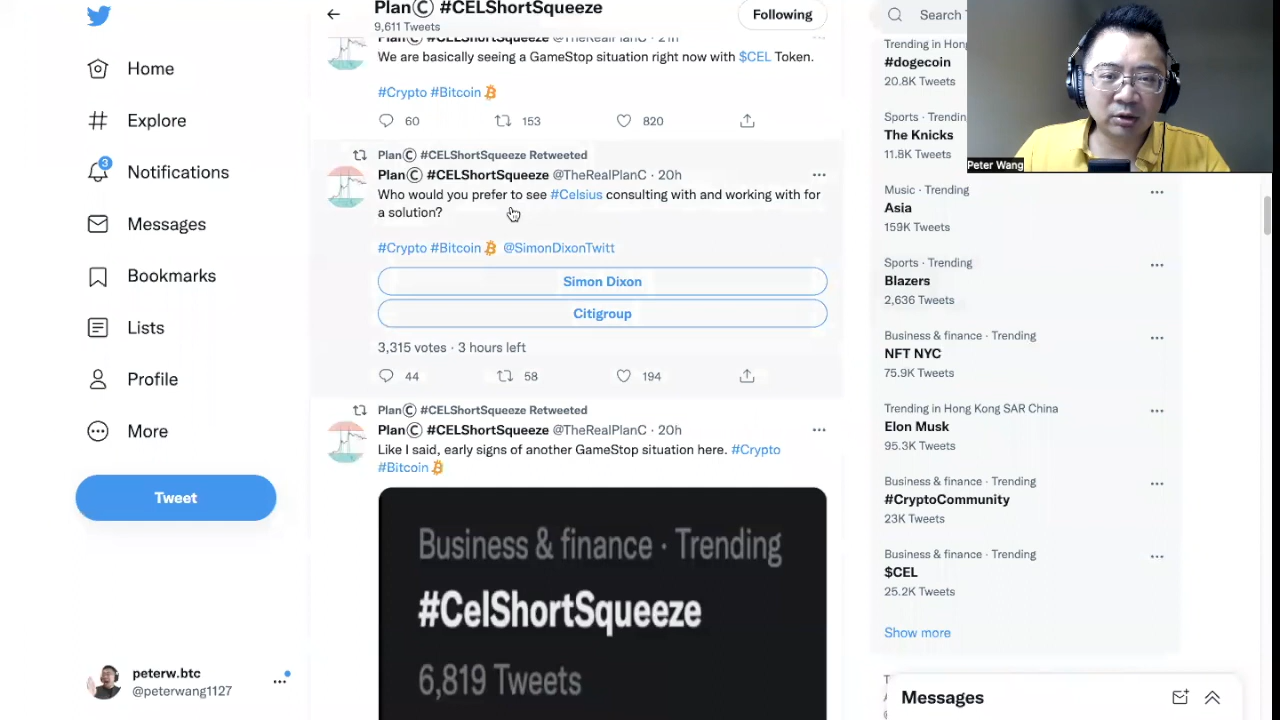 Plan© #CELShortSqueeze
9,611 Tweets
Following
Home
Explore
3
Notifications
Messages
Bookmarks
Lists
Profile
More
Tweet
peterw.btc
@peterwang1127
Plan© #CELShortSqueeze @TheRealPlanC · 21h
We are basically seeing a GameStop situation right now with $CEL Token.
#Crypto #Bitcoin
60 153 820
Plan© #CELShortSqueeze Retweeted
Plan© #CELShortSqueeze @TheRealPlanC · 20h
Who would you prefer to see #Celsius consulting with and working with for
a solution?
#Crypto #Bitcoin @SimonDixonTwitt
Simon Dixon
Citigroup
3,315 votes · 3 hours left
44 58 194
Plan© #CELShortSqueeze Retweeted
Plan© #CELShortSqueeze @TheRealPlanC · 20h
Like I said, early signs of another GameStop situation here. #Crypto
#Bitcoin
Business & finance · Trending
#CelShortSqueeze
6,819 Tweets
Search
Trending in Hon
#dogecoin
20.8K Tweets
Sports · Trending
The Knicks
11.8K Tweets
Music · Trending
Asia
159K Tweets
Sports · Trending
Blazers
2,636 Tweets
Business & finance · Trending
NFT NYC
75.9K Tweets
Trending in Hong Kong SAR China
Elon Musk
95.3K Tweets
Business & finance · Trending
#CryptoCommunity
23K Tweets
Business & finance · Trending
$CEL
25.2K Tweets
Show more
Messages
Peter Wang